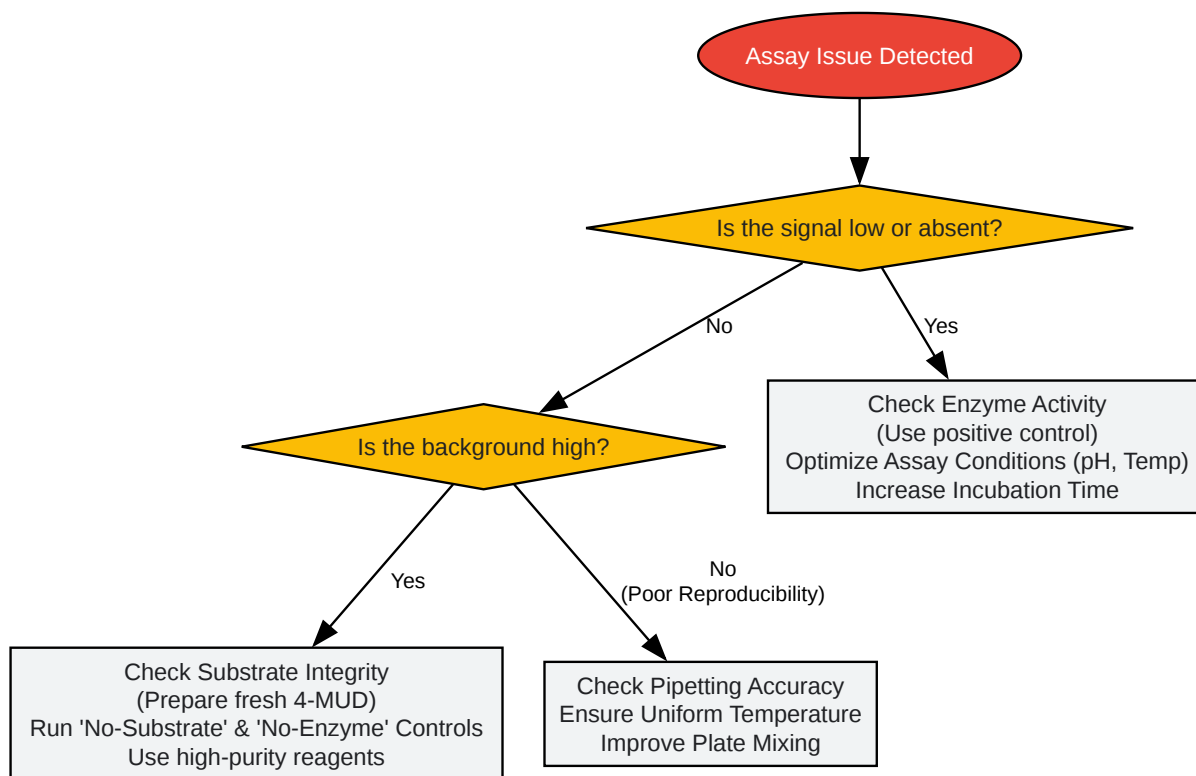 Assay Issue Detected
Is the signal low or absent?
No
Yes
Check Enzyme Activity
(Use positive control)
Optimize Assay Conditions (pH, Temp)
Increase Incubation Time
Is the background high?
Yes
No
(Poor Reproducibility)
Check Substrate Integrity
(Prepare fresh 4-MUD)
Run 'No-Substrate' & 'No-Enzyme' Controls
Use high-purity reagents
Check Pipetting Accuracy
Ensure Uniform Temperature
Improve Plate Mixing